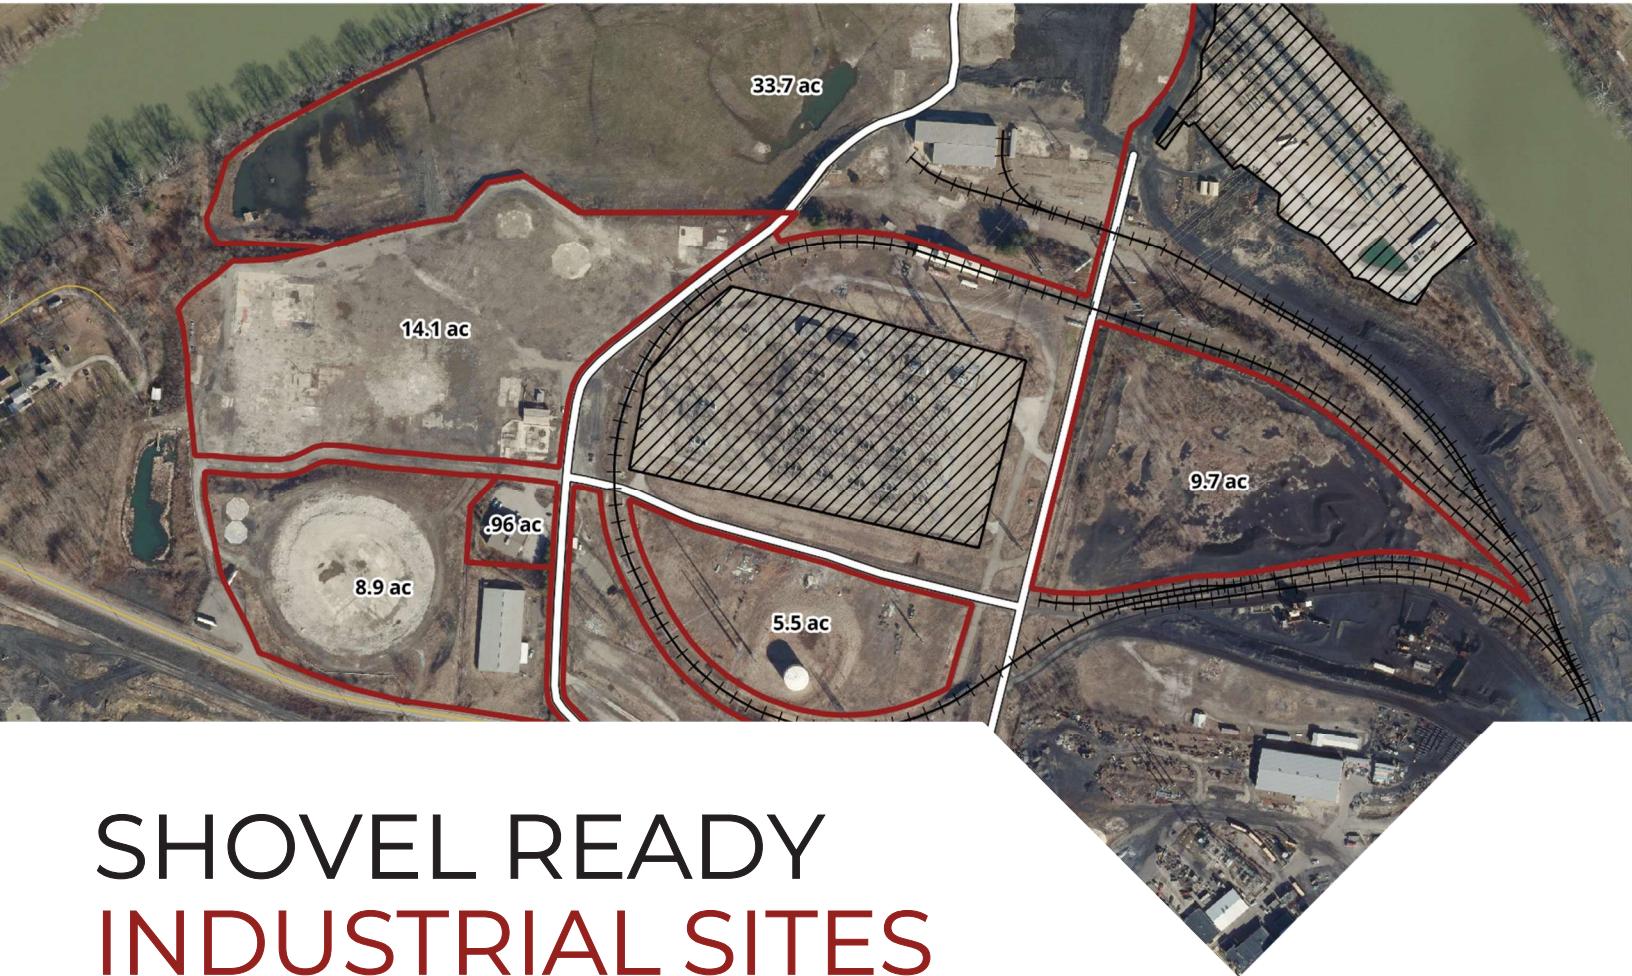 33.7 ac
14.1 ac
9.7 ac
.96 ac
8.9 ac
5.5 ac
SHOVEL READY
INDUSTRIAL SITES